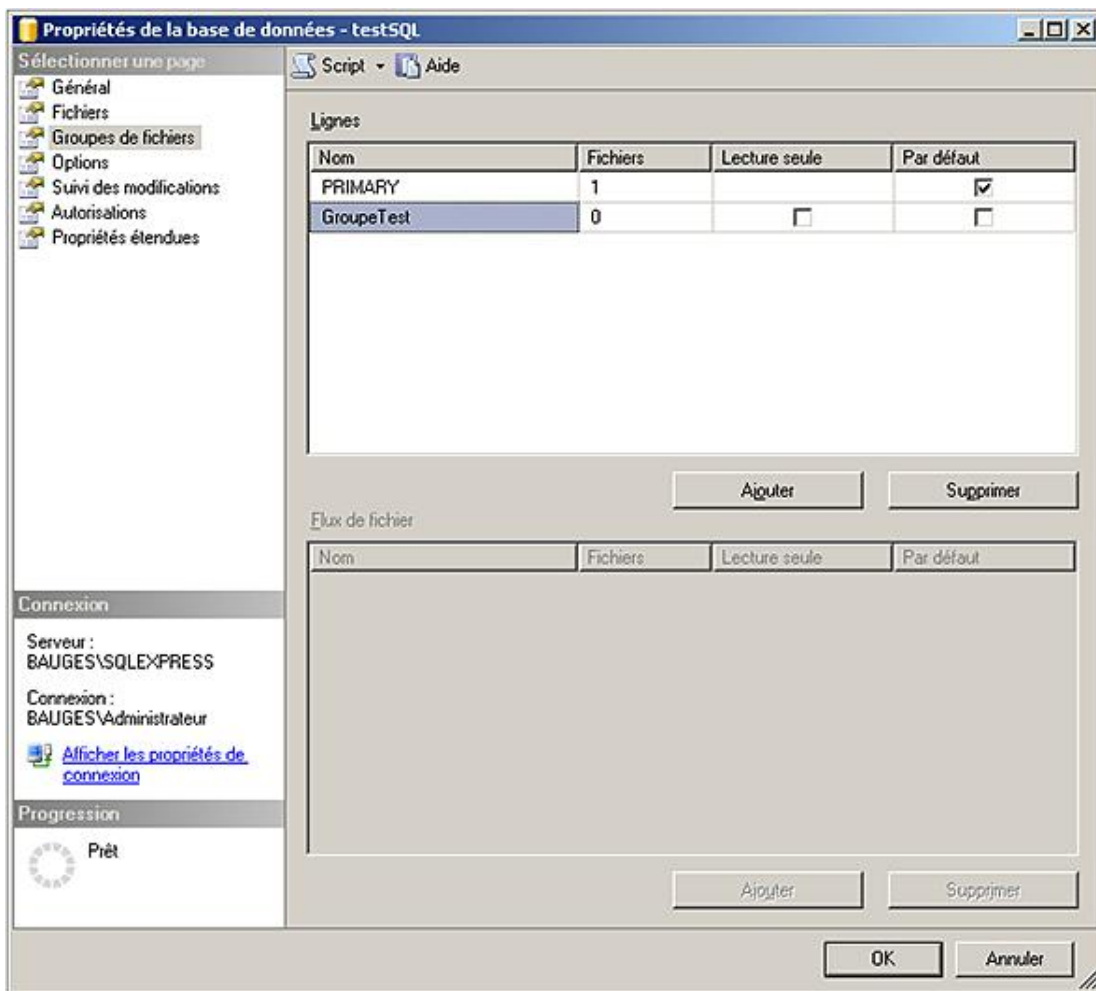 Propriétés de la base de données - testSQL
Sélectionner une page
Général
Fichiers
Groupes de fichiers
Options
Suivi des modifications
Autorisations
Propriétés étendues
Script Aide
Lignes
Nom Fichiers Lecture seule Par défaut
PRIMARY 1
GroupeTest 0
Ajouter Supprimer
Flux de fichier
Nom Fichiers Lecture seule Par défaut
Ajouter Supprimer
Connexion
Serveur :
BAUGES\SQLEXPRESS
Connexion :
BAUGES\Administrateur
Afficher les propriétés de
connexion
Progression
Prêt
OK Annuler